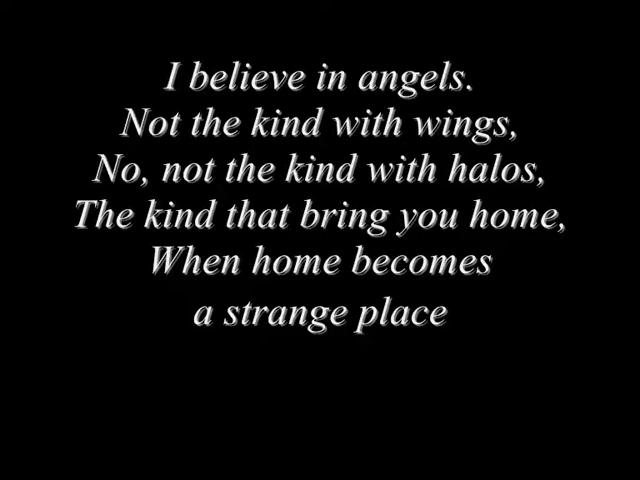 I believe in angels.
Not the kind with wings,
No, not the kind with halos,
The kind that bring you home,
When home becomes
a strange place